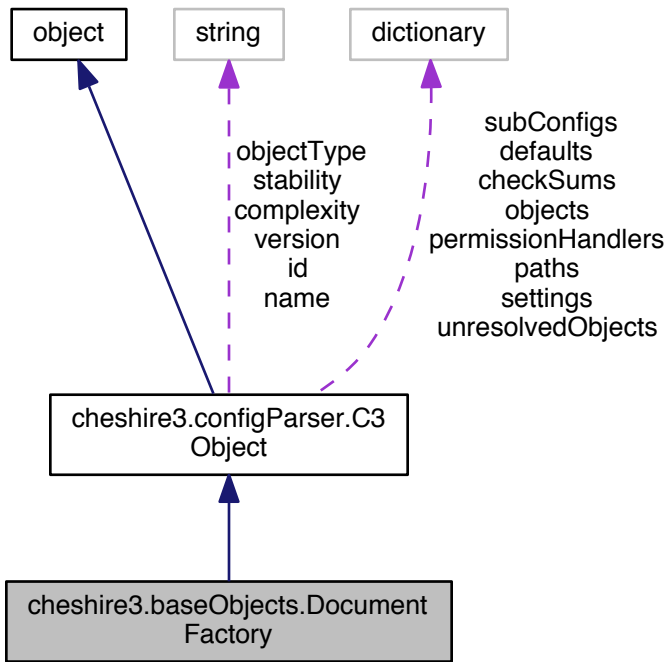 object
string
dictionary
objectType
stability
complexity
version
id
name
subConfigs
defaults
checkSums
objects
permissionHandlers
paths
settings
unresolvedObjects
cheshire3.configParser.C3
Object
cheshire3.baseObjects.Document
Factory